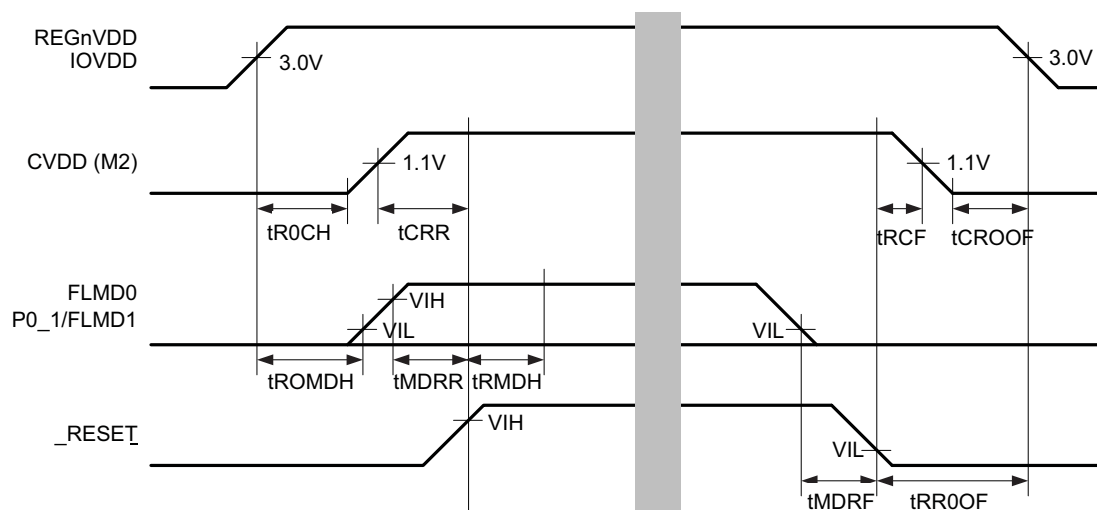 REGnVDD
IOVDD
3.0V
3.0V
CVDD (M2)
1.1V
1.1V
tR0CH
tCRR
tRCF
tCROOF
FLMD0
P0_1/FLMD1
VIH
VIL
VIL
tROMDH
tMDRR
tRMDH
_RESET
VIH
VIL
tMDRF
tRR0OF